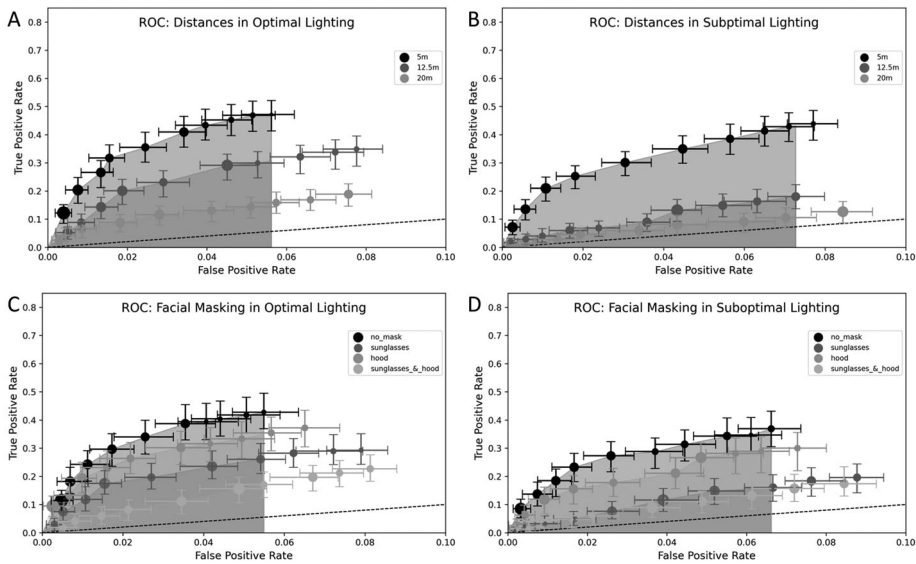 A
ROC: Distances in Optimal Lighting
True Positive Rate
0.8
0.7
0.6
0.5
0.4
0.3
0.2
0.1
0.0
5m
12.5m
20m
0.00 0.02 0.04 0.06 0.08 0.10
False Positive Rate
B
ROC: Distances in Subptimal Lighting
True Positive Rate
0.8
0.7
0.6
0.5
0.4
0.3
0.2
0.1
0.0
5m
12.5m
20m
0.00 0.02 0.04 0.06 0.08 0.10
False Positive Rate
C
ROC: Facial Masking in Optimal Lighting
True Positive Rate
0.8
0.7
0.6
0.5
0.4
0.3
0.2
0.1
0.0
no_mask
sunglasses
hood
sunglasses_&_hood
0.00 0.02 0.04 0.06 0.08 0.10
False Positive Rate
D
ROC: Facial Masking in Suboptimal Lighting
True Positive Rate
0.8
0.7
0.6
0.5
0.4
0.3
0.2
0.1
0.0
no_mask
sunglasses
hood
sunglasses_&_hood
0.00 0.02 0.04 0.06 0.08 0.10
False Positive Rate